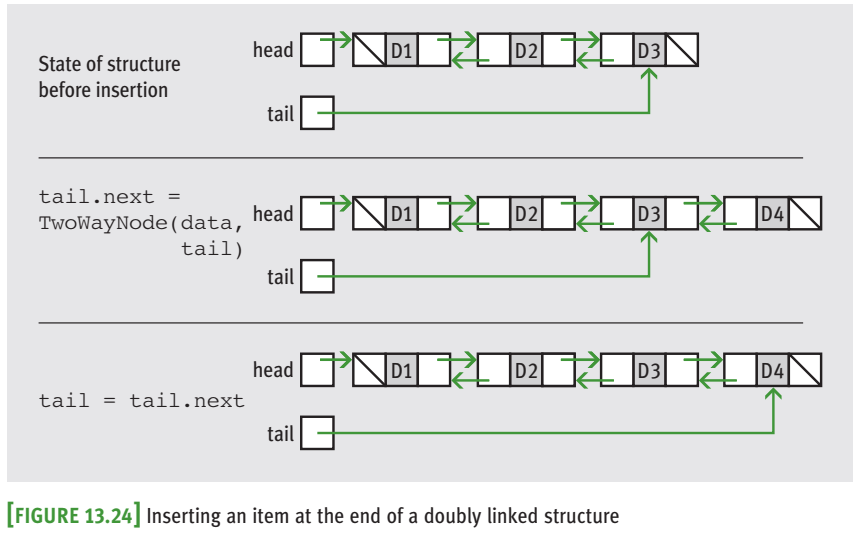 State of structure
before insertion
head D1 D2 D3
tail
tail.next =
TwoWayNode(data,
tail)
head D1 D2 D3 D4
tail
head D1 D2 D3 D4
tail = tail.next
tail
[FIGURE 13.24] Inserting an item at the end of a doubly linked structure